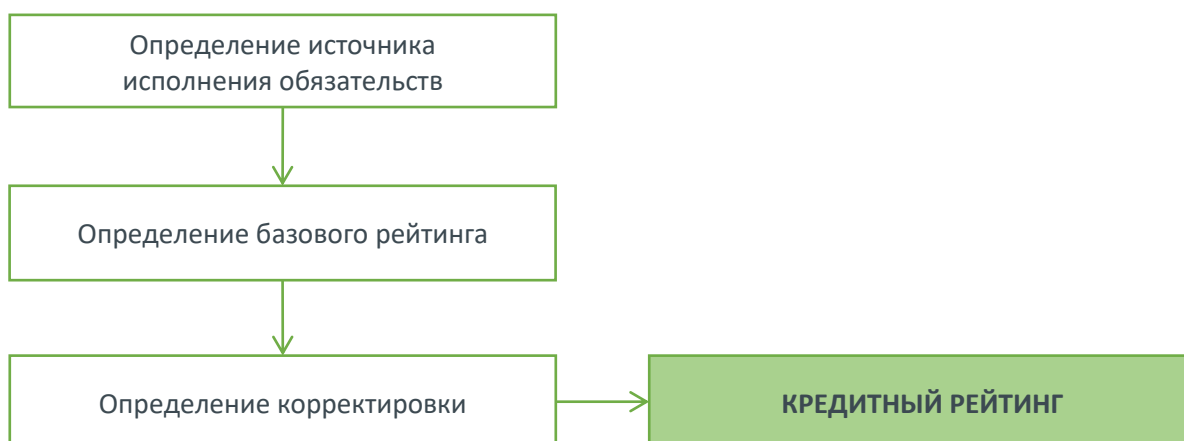 Определение источника
исполнения обязательств
Определение базового рейтинга
Определение корректировки
КРЕДИТНЫЙ РЕЙТИНГ